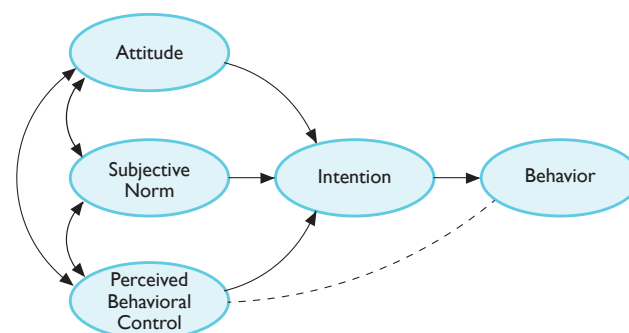 Attitude
Subjective
Norm
Intention
Behavior
Perceived
Behavioral
Control